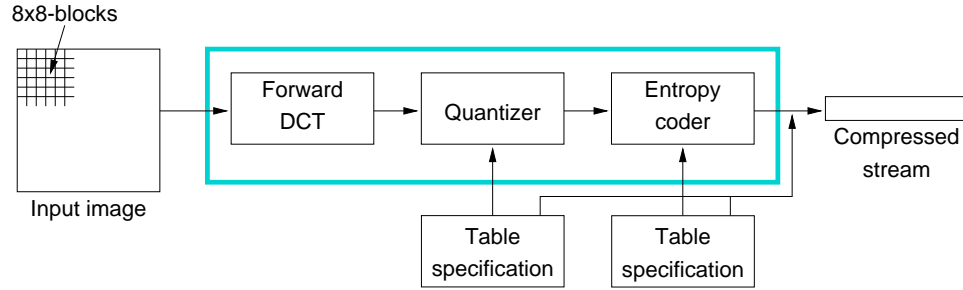 8x8-blocks
Input image
Forward
DCT
Quantizer
Entropy
coder
Compressed
stream
Table
specification
Table
specification